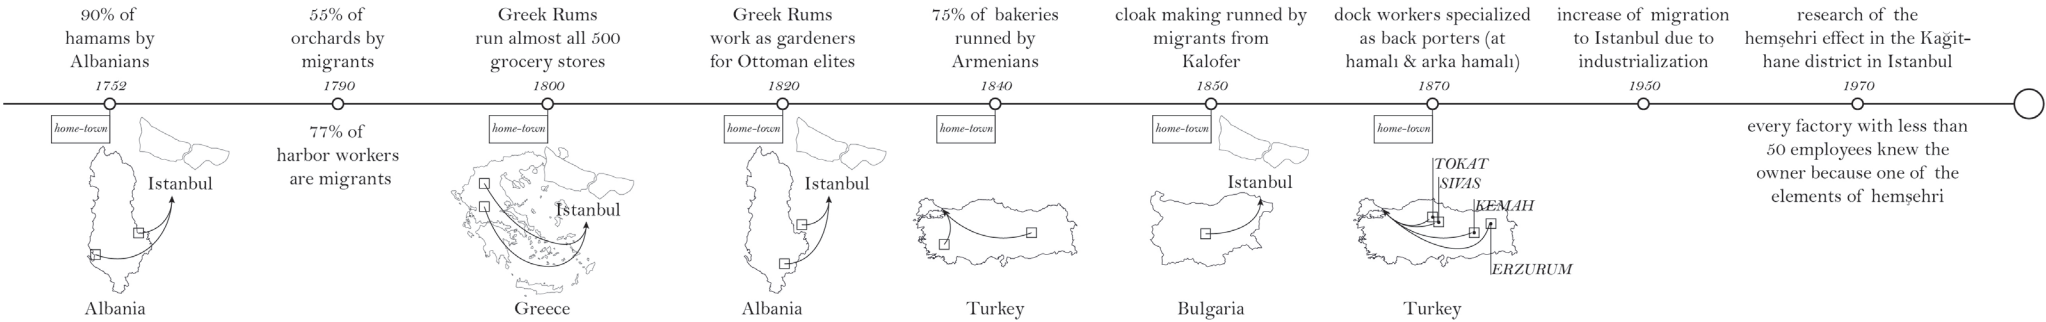 90% of
hamams by
Albanians
1752
home-town
Istanbul
Albania
55% of
orchards by
migrants
1790
77% of
harbor workers
are migrants
Greek Rums
run almost all 500
grocery stores
1800
home-town
Istanbul
Greece
Greek Rums
work as gardeners
for Ottoman elites
1820
home-town
Istanbul
Albania
75% of bakeries
runned by
Armenians
1840
home-town
Turkey
cloak making runned by
migrants from
Kalofer
1850
home-town
Istanbul
Bulgaria
dock workers specialized
as back porters (at
hamalı & arka hamalı)
1870
home-town
TOKAT
SIVAS
KEMAH
ERZURUM
Turkey
increase of migration
to Istanbul due to
industrialization
1950
research of the
hemşehri effect in the Kağit-
hane district in Istanbul
1970
every factory with less than
50 employees knew the
owner because one of the
elements of hemşehri